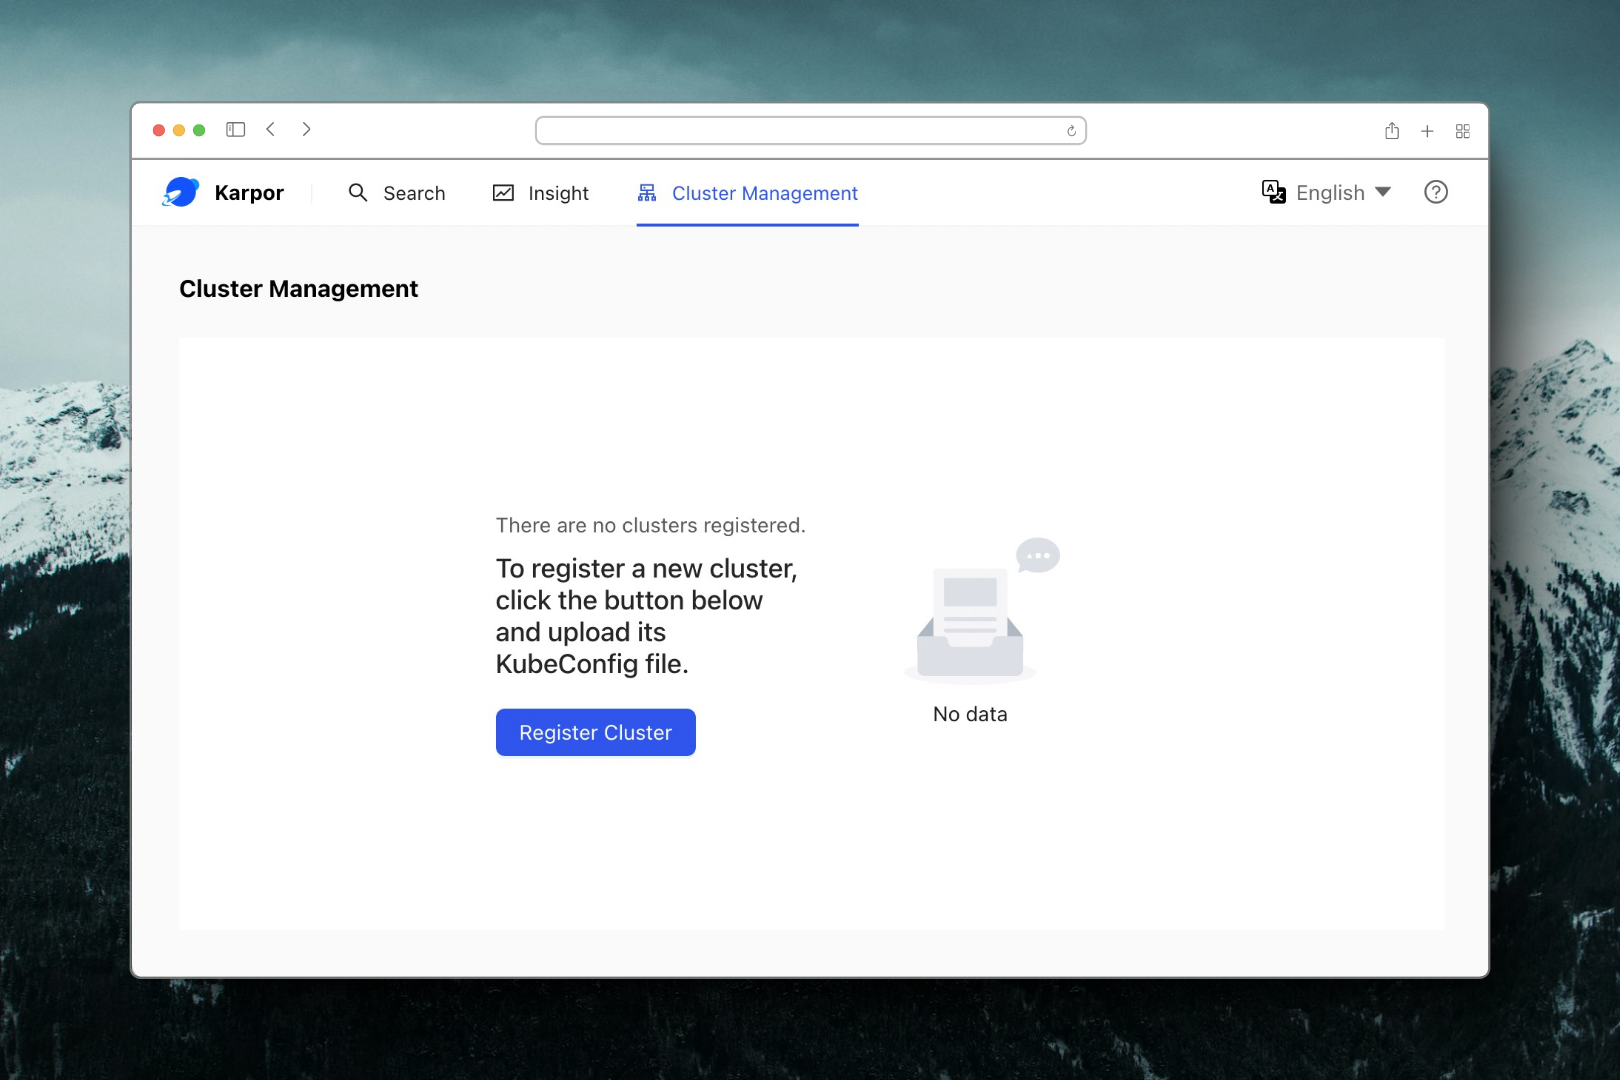 Karpor
Search
Insight
Cluster Management
English
Cluster Management
There are no clusters registered.
To register a new cluster,
click the button below
and upload its
KubeConfig file.
Register Cluster
No data